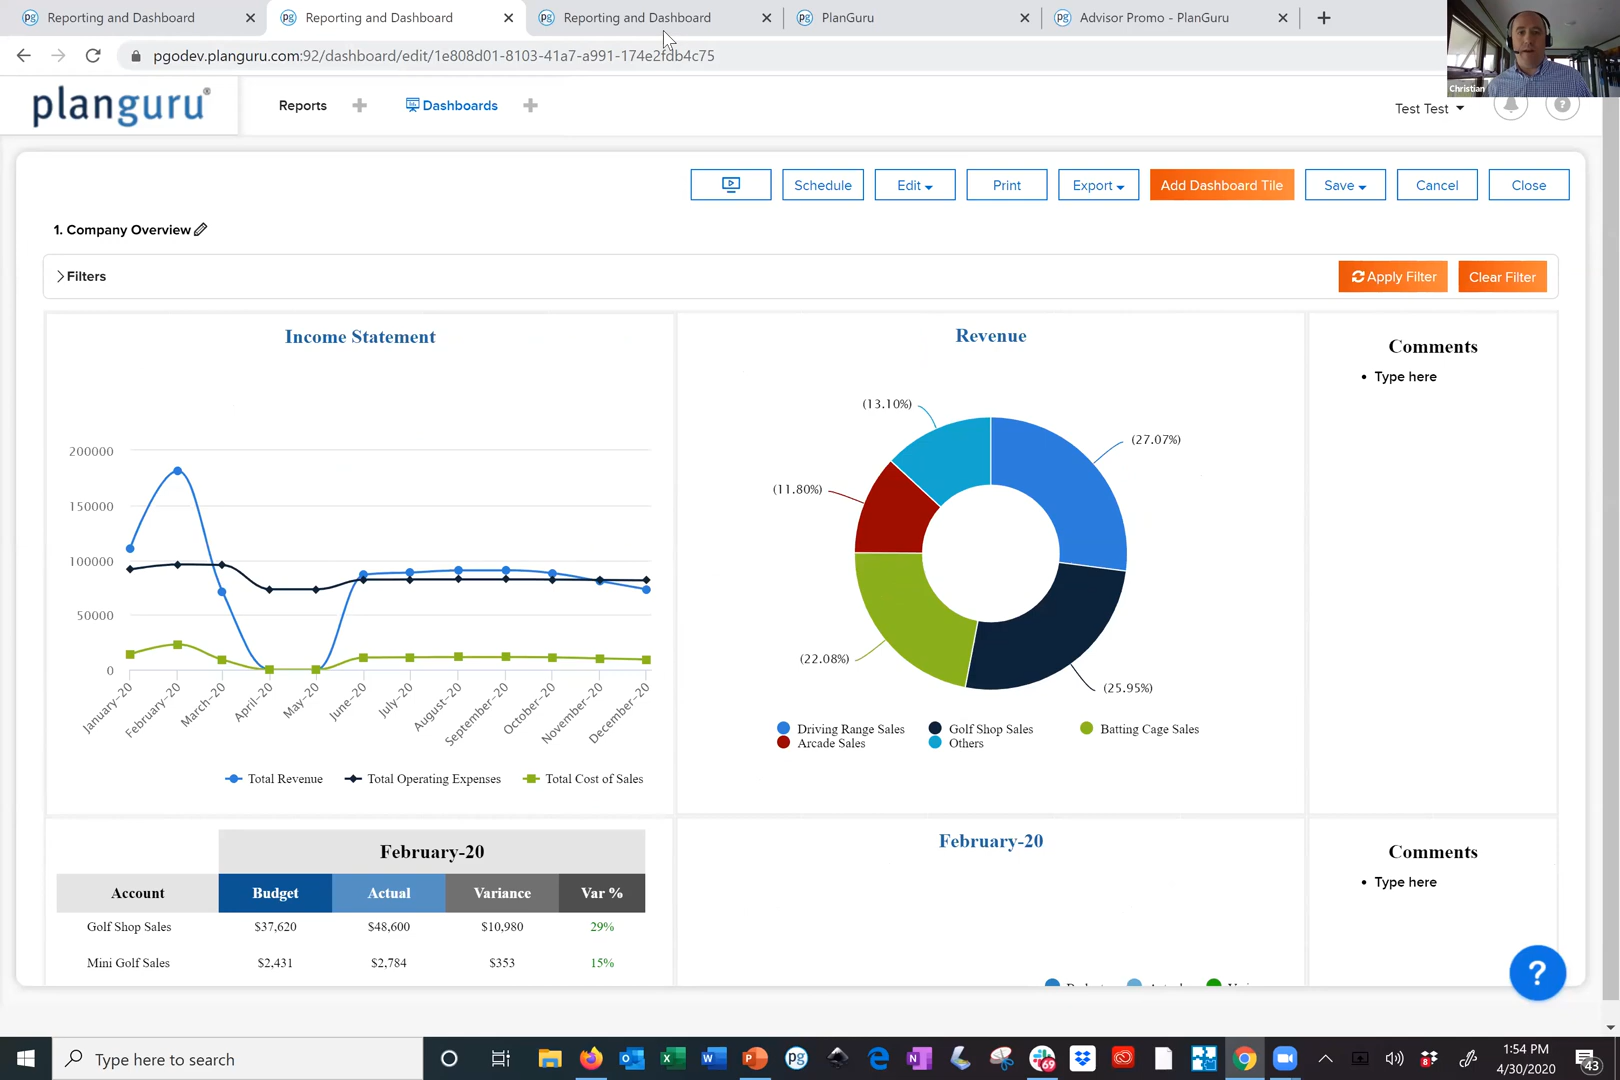 Reporting and Dashboard
Reporting and Dashboard
Reporting and Dashboard
PlanGuru
Advisor Promo - PlanGuru
pgodev.planguru.com:92/dashboard/edit/1e808d01-8103-41a7-a991-174e2fdb4c75
Christian
planguru®
Reports
Dashboards
Test Test
Schedule
Edit
Print
Export
Add Dashboard Tile
Save
Cancel
Close
1. Company Overview
Filters
Apply Filter
Clear Filter
Income Statement
200000
150000
100000
50000
0
January-20
February-20
March-20
April-20
May-20
June-20
July-20
August-20
September-20
October-20
November-20
December-20
Total Revenue
Total Operating Expenses
Total Cost of Sales
Revenue
(13.10%)
(27.07%)
(11.80%)
(22.08%)
(25.95%)
Driving Range Sales
Golf Shop Sales
Batting Cage Sales
Arcade Sales
Others
Comments
• Type here
February-20
Account Budget Actual Variance Var %
Golf Shop Sales $37,620 $48,600 $10,980 29%
Mini Golf Sales $2,431 $2,784 $353 15%
February-20
Comments
• Type here
?
Type here to search
69
8
1:54 PM
4/30/2020
43